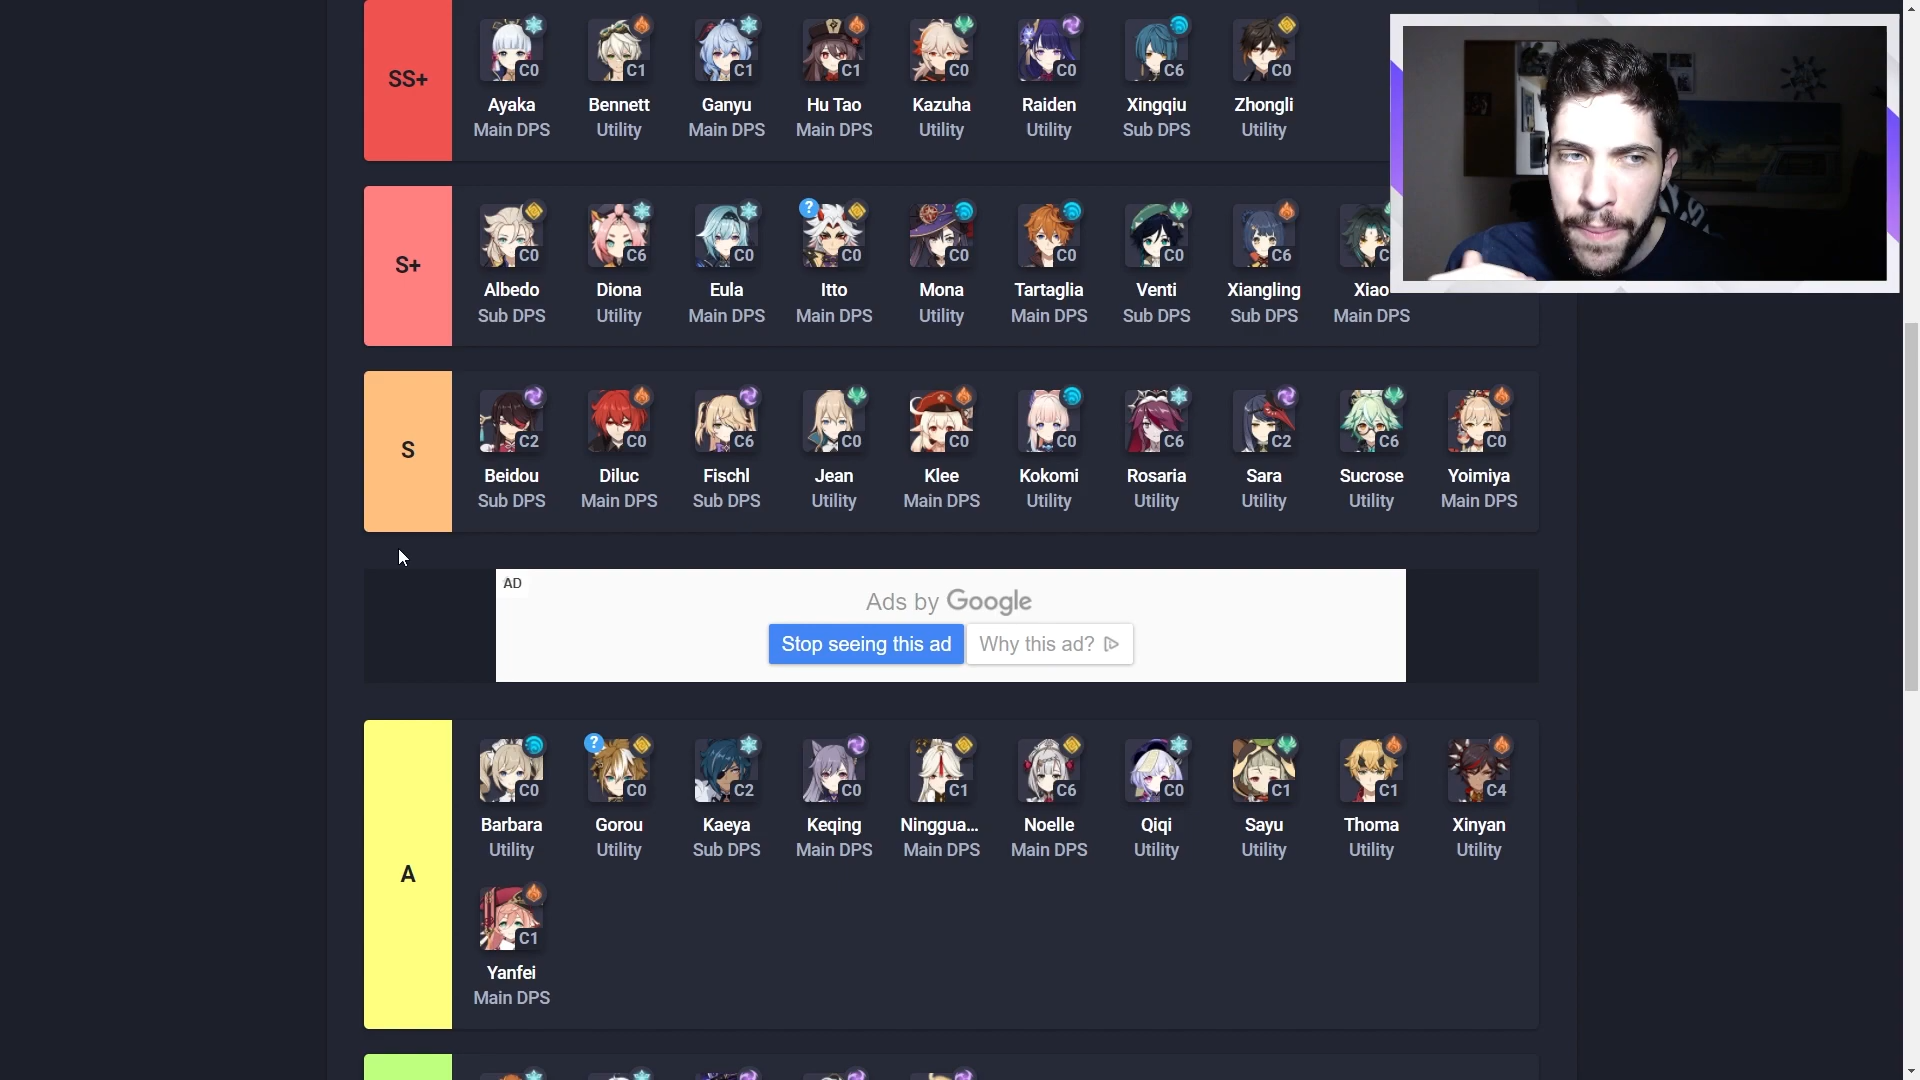 SS+
C0 C1 C1 C1 C0 C0 C6 C0
Ayaka Bennett Ganyu Hu Tao Kazuha Raiden Xingqiu Zhongli
Main DPS Utility Main DPS Main DPS Utility Utility Sub DPS Utility
S+
?
C0 C6 C0 C0 C0 C0 C0 C6 C
Albedo Diona Eula Itto Mona Tartaglia Venti Xiangling Xiao
Sub DPS Utility Main DPS Main DPS Utility Main DPS Sub DPS Sub DPS Main DPS
S
C2 C0 C6 C0 C0 C0 C6 C2 C6 C0
Beidou Diluc Fischl Jean Klee Kokomi Rosaria Sara Sucrose Yoimiya
Sub DPS Main DPS Sub DPS Utility Main DPS Utility Utility Utility Utility Main DPS
AD
Ads by Google
Stop seeing this ad Why this ad?
A
?
C0 C0 C2 C0 C1 C6 C0 C1 C1 C4
Barbara Gorou Kaeya Keqing Ninggua... Noelle Qiqi Sayu Thoma Xinyan
Utility Utility Sub DPS Main DPS Main DPS Main DPS Utility Utility Utility Utility
C1
Yanfei
Main DPS